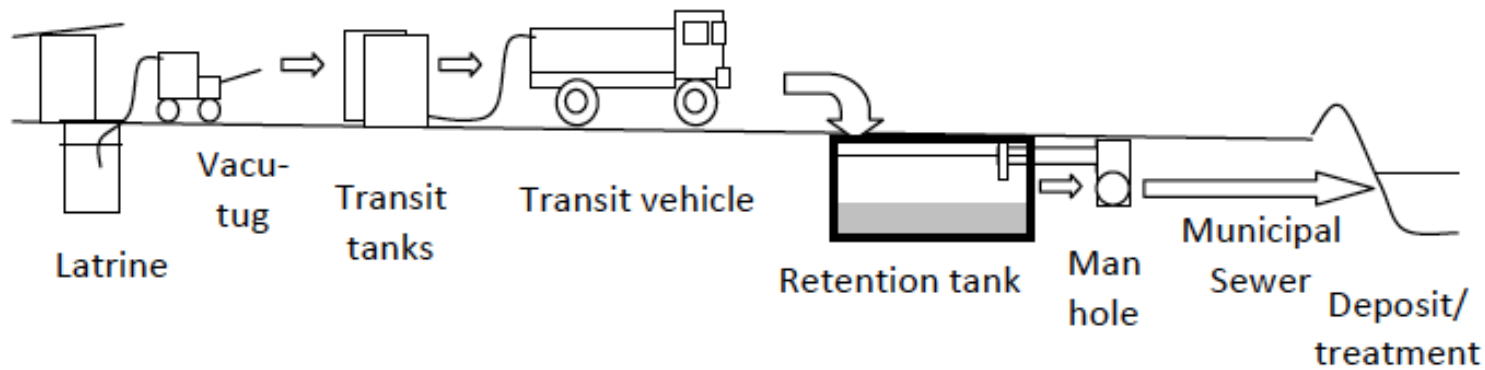 Latrine
Vacu-
tug
Transit
tanks
Transit vehicle
Retention tank
Man
hole
Municipal
Sewer
Deposit/
treatment